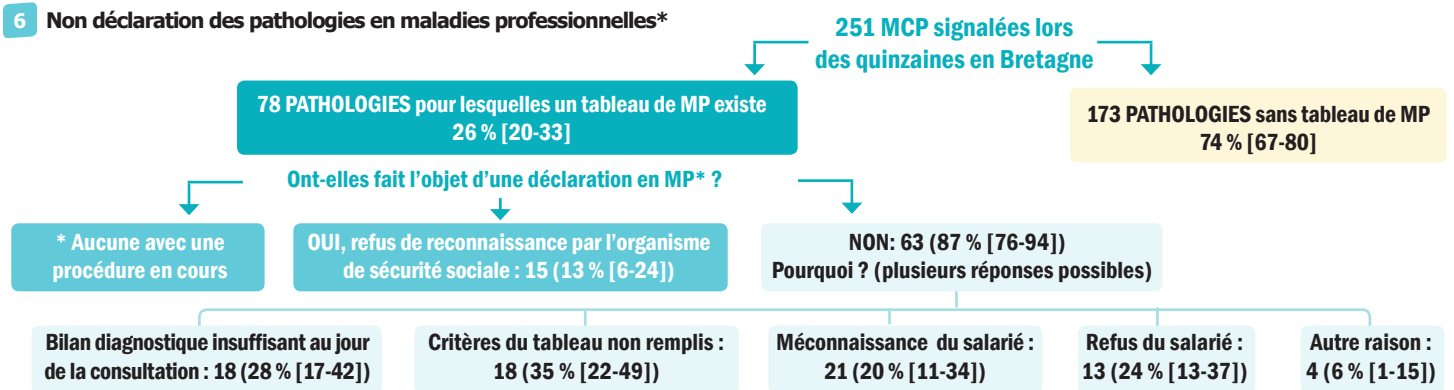 6 Non déclaration des pathologies en maladies professionnelles*
251 MCP signalées lors
des quinzaines en Bretagne
78 PATHOLOGIES pour lesquelles un tableau de MP existe
26 % [20-33]
173 PATHOLOGIES sans tableau de MP
74 % [67-80]
Ont-elles fait l'objet d'une déclaration en MP* ?
* Aucune avec une
procédure en cours
OUI, refus de reconnaissance par l'organisme
de sécurité sociale : 15 (13 % [6-24])
NON: 63 (87 % [76-94])
Pourquoi ? (plusieurs réponses possibles)
Bilan diagnostique insuffisant au jour
de la consultation : 18 (28 % [17-42])
Critères du tableau non remplis :
18 (35 % [22-49])
Méconnaissance du salarié :
21 (20 % [11-34])
Refus du salarié :
13 (24 % [13-37])
Autre raison :
4 (6 % [1-15])